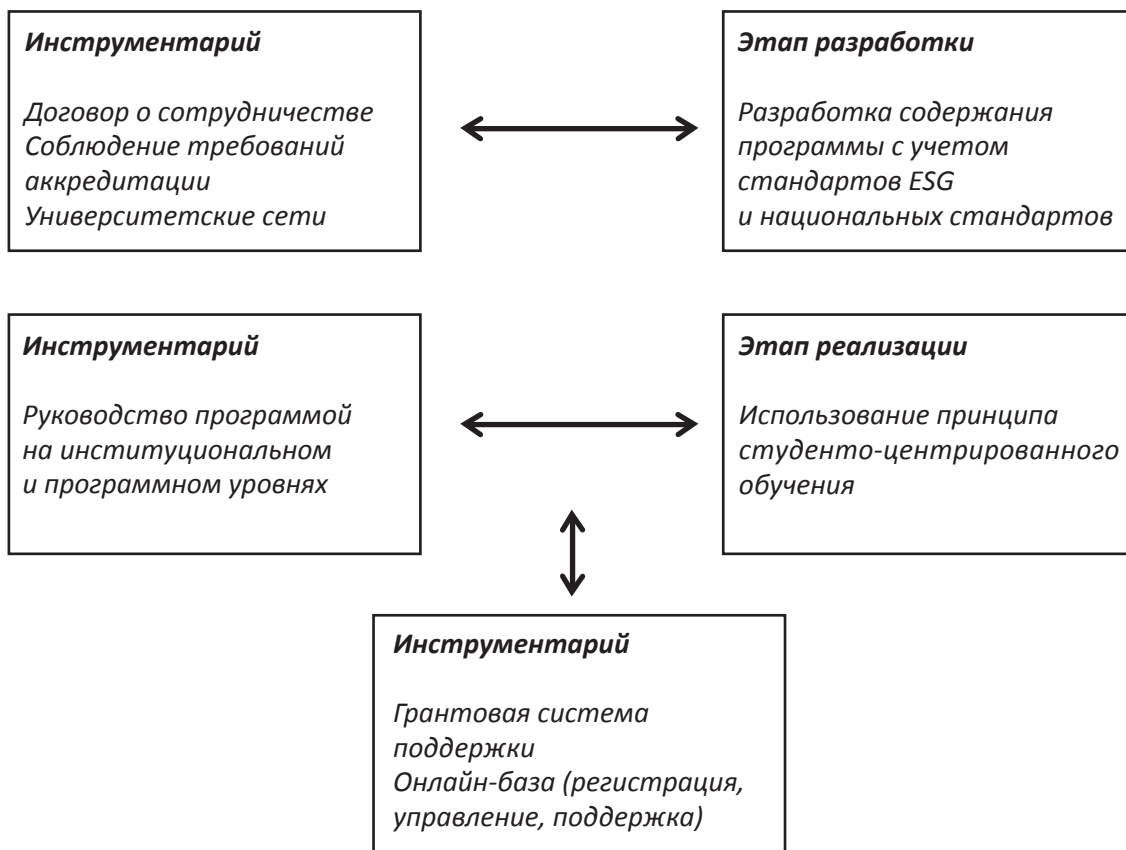 Инструментарий
Договор о сотрудничестве
Соблюдение требований
аккредитации
Университетские сети
Этап разработки
Разработка содержания
программы с учетом
стандартов ESG
и национальных стандартов
Инструментарий
Руководство программой
на институциональном
и программном уровнях
Этап реализации
Использование принципа
студенто-центрированного
обучения
Инструментарий
Грантовая система
поддержки
Онлайн-база (регистрация,
управление, поддержка)